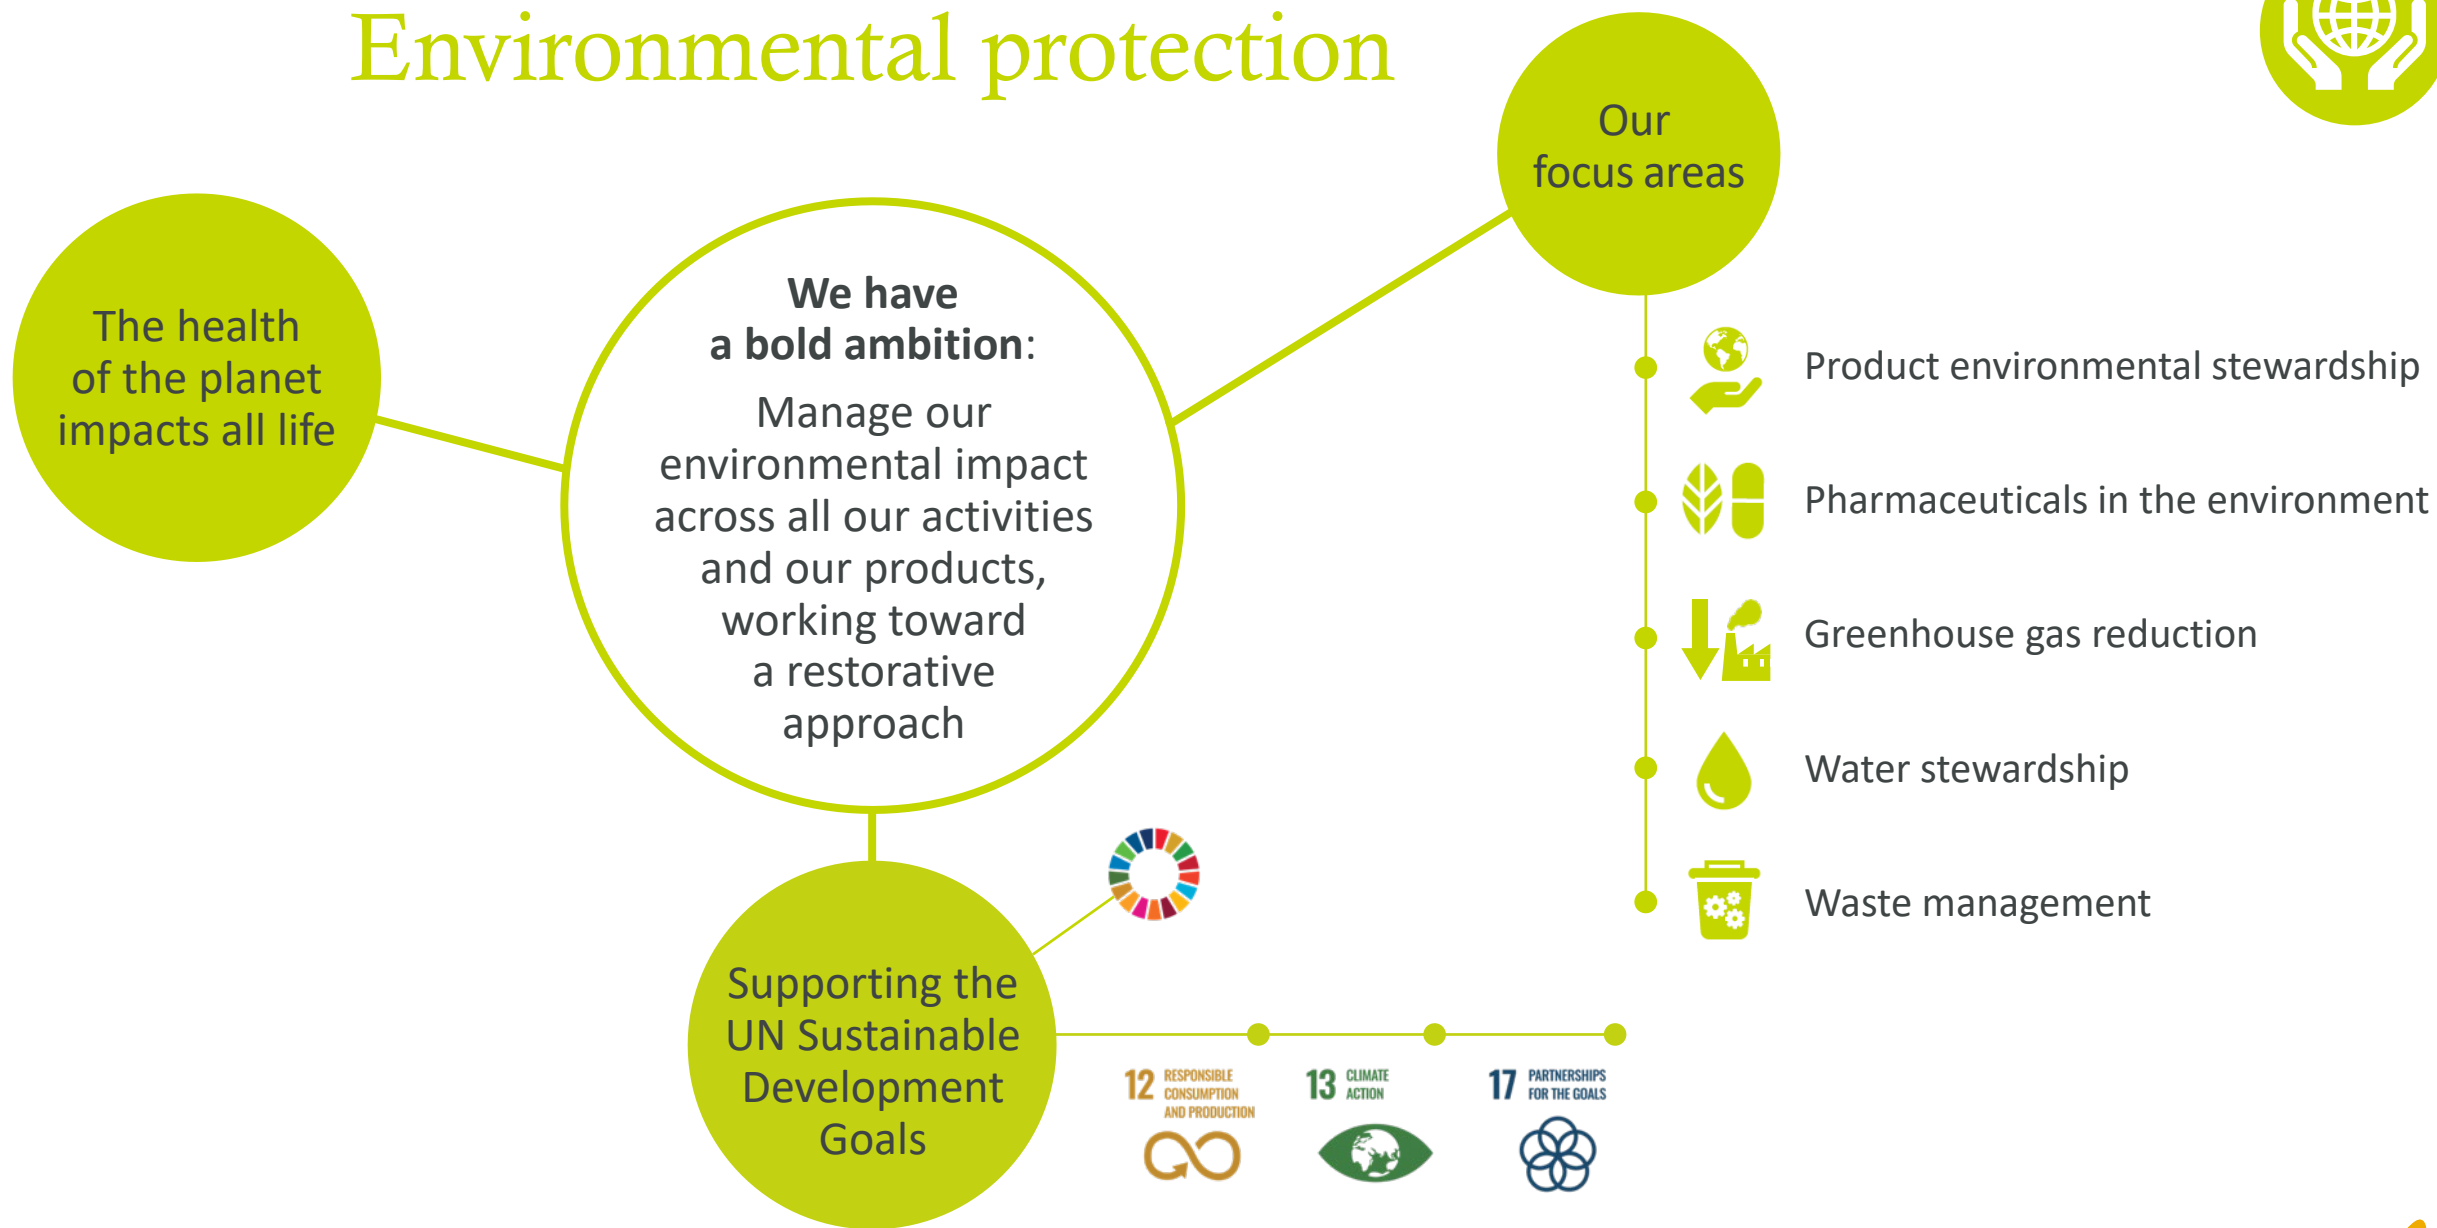 Environmental protection
The health
of the planet
impacts all life
We have
a bold ambition:
Manage our
environmental impact
across all our activities
and our products,
working toward
a restorative
approach
Our
focus areas
Product environmental stewardship
Pharmaceuticals in the environment
Greenhouse gas reduction
Water stewardship
Waste management
Supporting the
UN Sustainable
Development
Goals
12 RESPONSIBLE
CONSUMPTION
AND PRODUCTION
13 CLIMATE
ACTION
17 PARTNERSHIPS
FOR THE GOALS